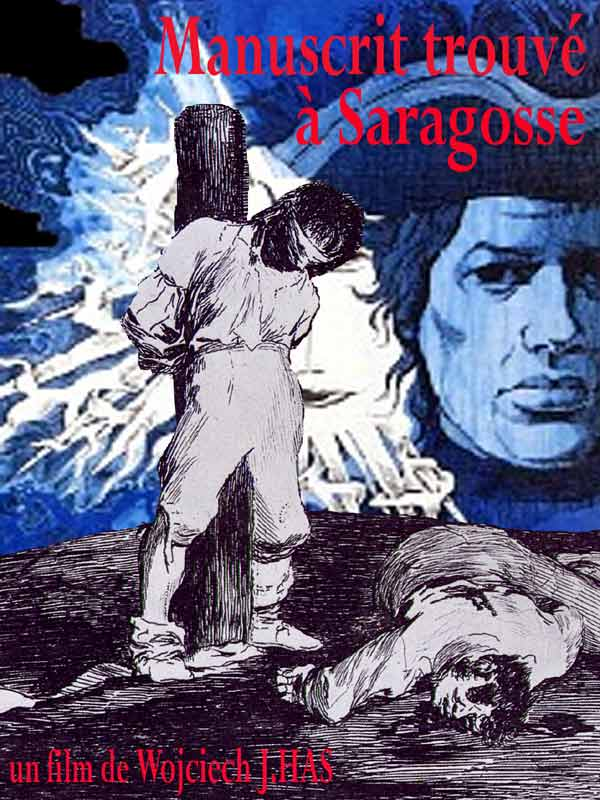 Manuscrit trouvé
à Saragosse
un film de Wojciech J.HAS